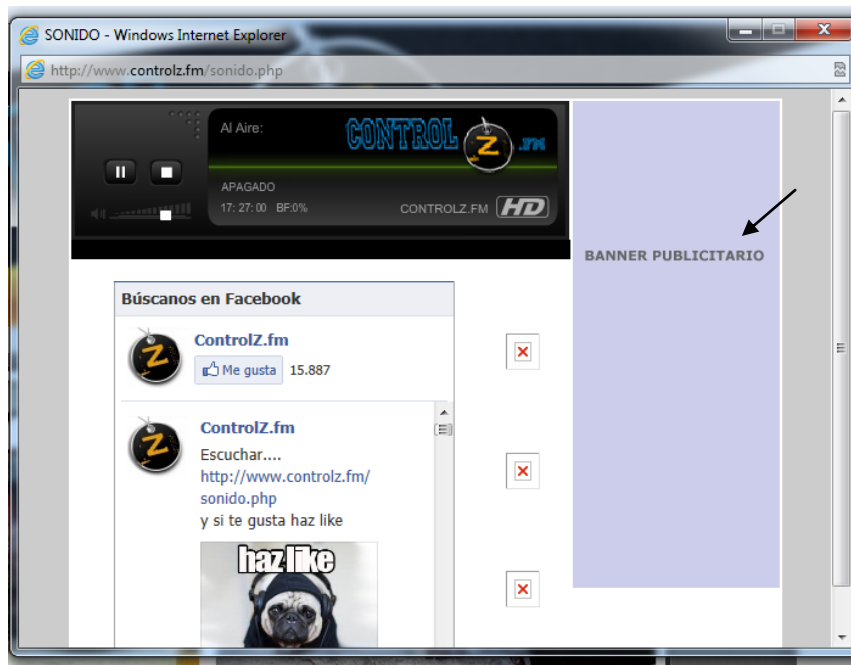 SONIDO - Windows Internet Explorer
http://www.controlz.fm/sonido.php
Al Aire:
CONTROL Z .FM
APAGADO
17: 27: 00 BF:0%
CONTROLZ.FM HD
BANNER PUBLICITARIO
Búscanos en Facebook
ControlZ.fm
Me gusta 15.887
ControlZ.fm
Escuchar....
http://www.controlz.fm/
sonido.php
y si te gusta haz like
haz like